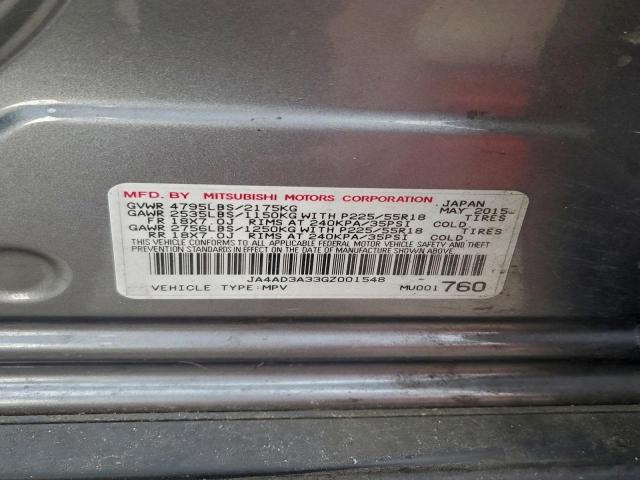 MFD. BY MITSUBISHI MOTORS CORPORATION JAPAN
GVWR 4795LBS/2175KG MAY 2015
GAWR 2535LBS/1150KG WITH P225/55R18 TIRES
FR 18X7.0J RIMS AT 240KPA/35PSI COLD
GAWR 2756LBS/1250KG WITH P225/55R18 TIRES
RR 18X7.0J RIMS AT 240KPA/35PSI COLD
THIS VEHICLE CONFORMS TO ALL APPLICABLE FEDERAL MOTOR VEHICLE SAFETY AND THEFT
PREVENTION STANDARDS IN EFFECT ON THE DATE OF MANUFACTURE SHOWN ABOVE.
JA4AD3A33GZ001548
VEHICLE TYPE:MPV MU001760